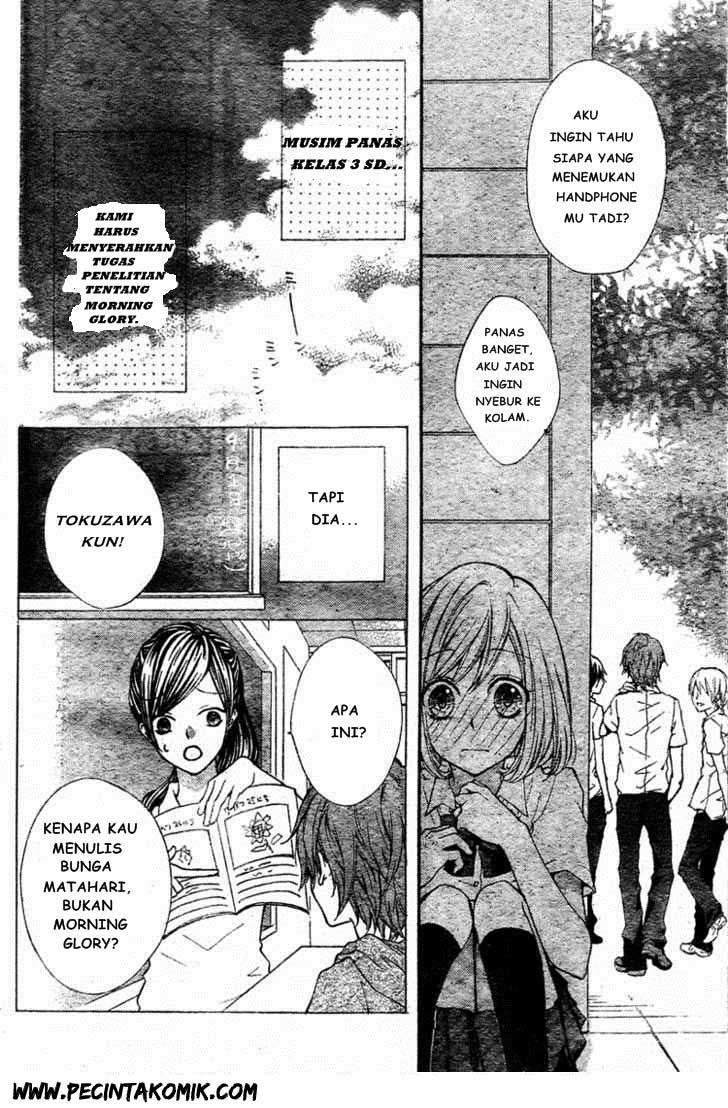 AKU
INGIN TAHU
SIAPA YANG
MENEMUKAN
HANDPHONE
MU TADI?
PANAS
BANGET,
AKU JADI
INGIN
NYEBUR KE
KOLAM.
MUSIM PANAS
KELAS 3 SD...
KAMI
HARUS
MENYERAHKAN
TUGAS
PENELITIAN
TENTANG
MORNING
GLORY.
TAPI
DIA...
TOKUZAWA
KUN!
APA
INI?
KENAPA KAU
MENULIS
BUNGA
MATAHARI,
BUKAN
MORNING
GLORY?
WWW.PECINTAKOMIK.COM